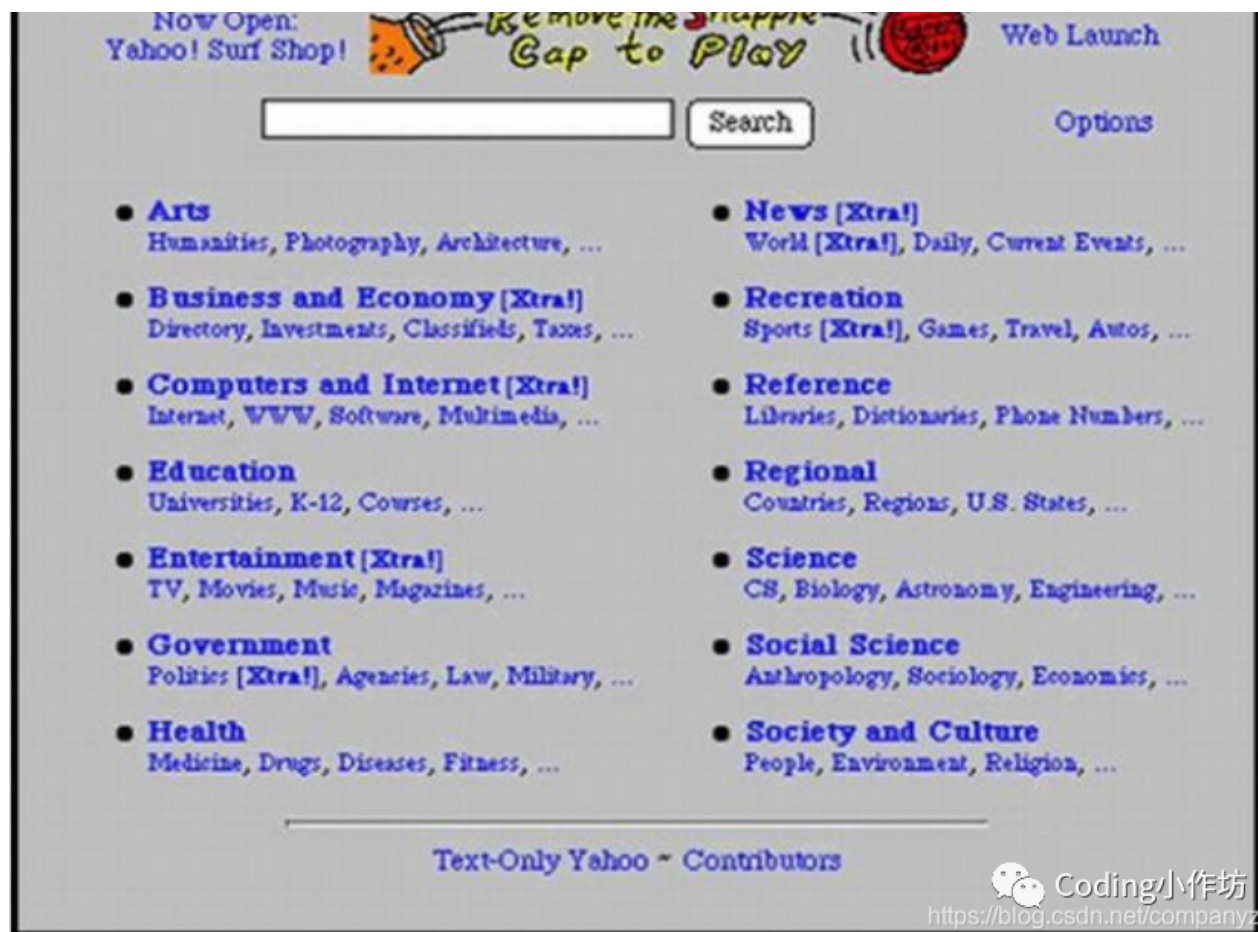 Now Open:
Yahoo! Surf Shop!
Remove the Snapple
Cap to Play
Web Launch
Search
Options
Arts
Humanities, Photography, Architecture, ...
Business and Economy [Xtra!]
Directory, Investments, Classifieds, Taxes, ...
Computers and Internet [Xtra!]
Internet, WWW, Software, Multimedia, ...
Education
Universities, K-12, Courses, ...
Entertainment [Xtra!]
TV, Movies, Music, Magazines, ...
Government
Politics [Xtra!], Agencies, Law, Military, ...
Health
Medicine, Drugs, Diseases, Fitness, ...
News [Xtra!]
World [Xtra!], Daily, Current Events, ...
Recreation
Sports [Xtra!], Games, Travel, Autos, ...
Reference
Libraries, Dictionaries, Phone Numbers, ...
Regional
Countries, Regions, U.S. States, ...
Science
CS, Biology, Astronomy, Engineering, ...
Social Science
Anthropology, Sociology, Economics, ...
Society and Culture
People, Environment, Religion, ...
Text-Only Yahoo ~ Contributors
Coding小作坊
https://blog.csdn.net/companyz